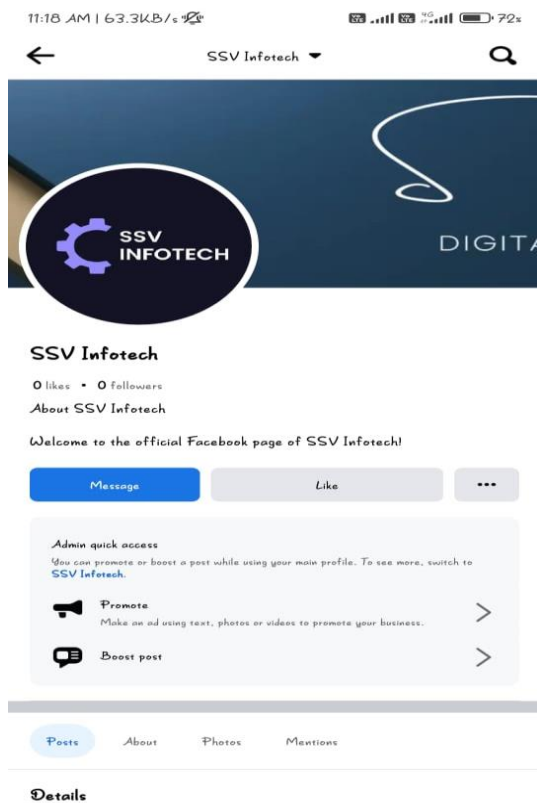 11:18 AM | 63.3KB/s
4G
72%
SSV Infotech
DIGITA
SSV
INFOTECH
SSV Infotech
0 likes • 0 followers
About SSV Infotech
Welcome to the official Facebook page of SSV Infotech!
Message Like •••
Admin quick access
You can promote or boost a post while using your main profile. To see more, switch to
SSV Infotech.
Promote
Make an ad using text, photos or videos to promote your business.
Boost post
Posts About Photos Mentions
Details